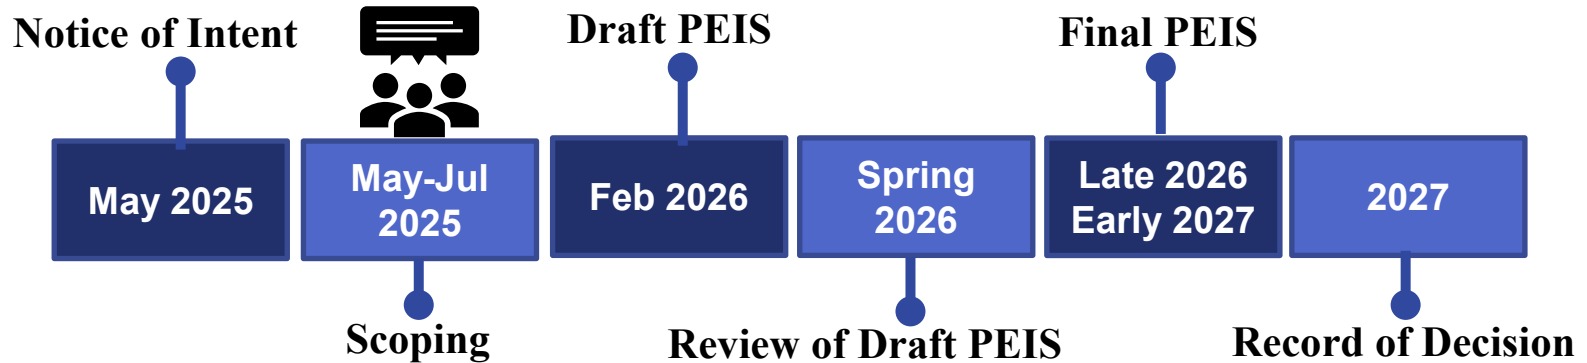 Notice of Intent
Draft PEIS
Final PEIS
May 2025
May-Jul
2025
Feb 2026
Spring
2026
Late 2026
Early 2027
2027
Scoping
Review of Draft PEIS
Record of Decision